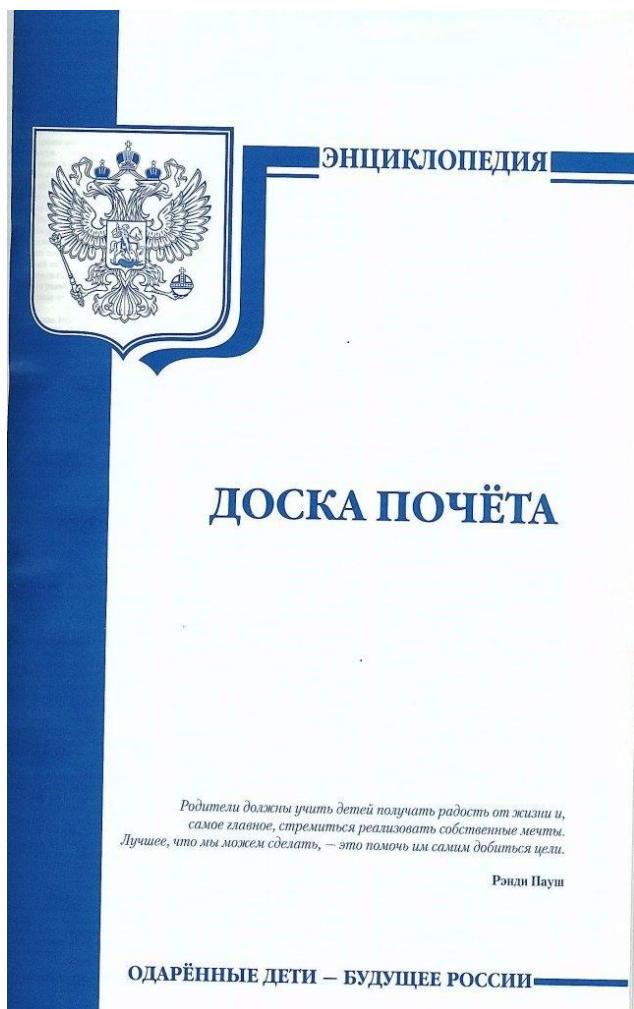 ЭНЦИКЛОПЕДИЯ
ДОСКА ПОЧЁТА
Родители должны учить детей получать радость от жизни и,
самое главное, стремиться реализовать собственные мечты.
Лучшее, что мы можем сделать, — это помочь им самим добиться цели.
Рэнди Пауш
ОДАРЁННЫЕ ДЕТИ — БУДУЩЕЕ РОССИИ